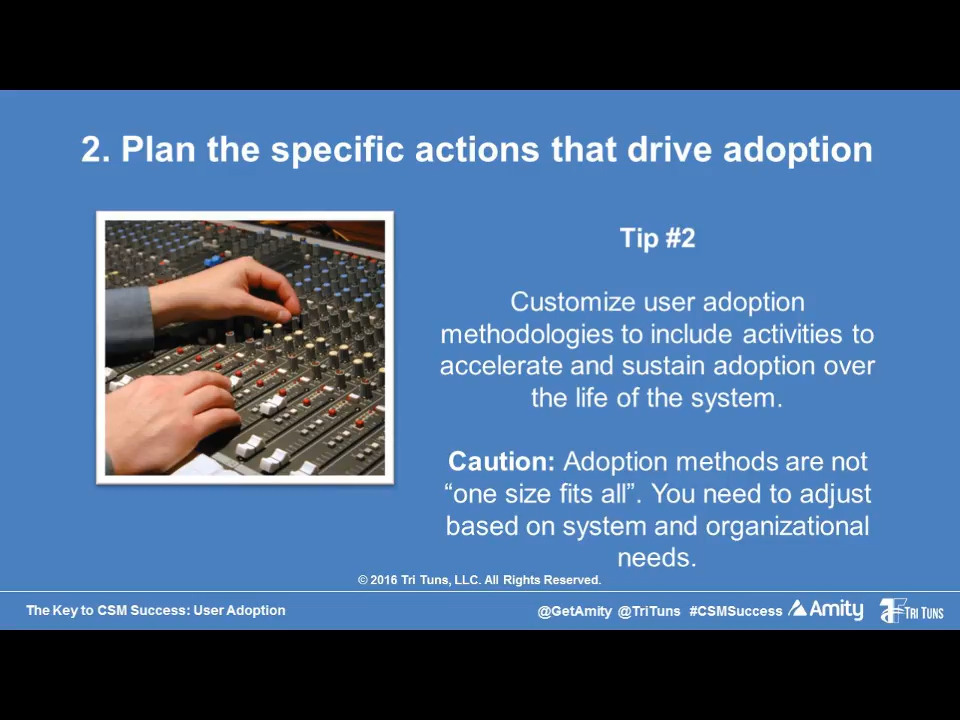 2. Plan the specific actions that drive adoption
Tip #2
Customize user adoption
methodologies to include activities to
accelerate and sustain adoption over
the life of the system.
Caution: Adoption methods are not
“one size fits all”. You need to adjust
based on system and organizational
needs.
© 2016 Tri Tuns, LLC. All Rights Reserved.
The Key to CSM Success: User Adoption
@GetAmity @TriTuns #CSMSuccess Amity TRI TUNS